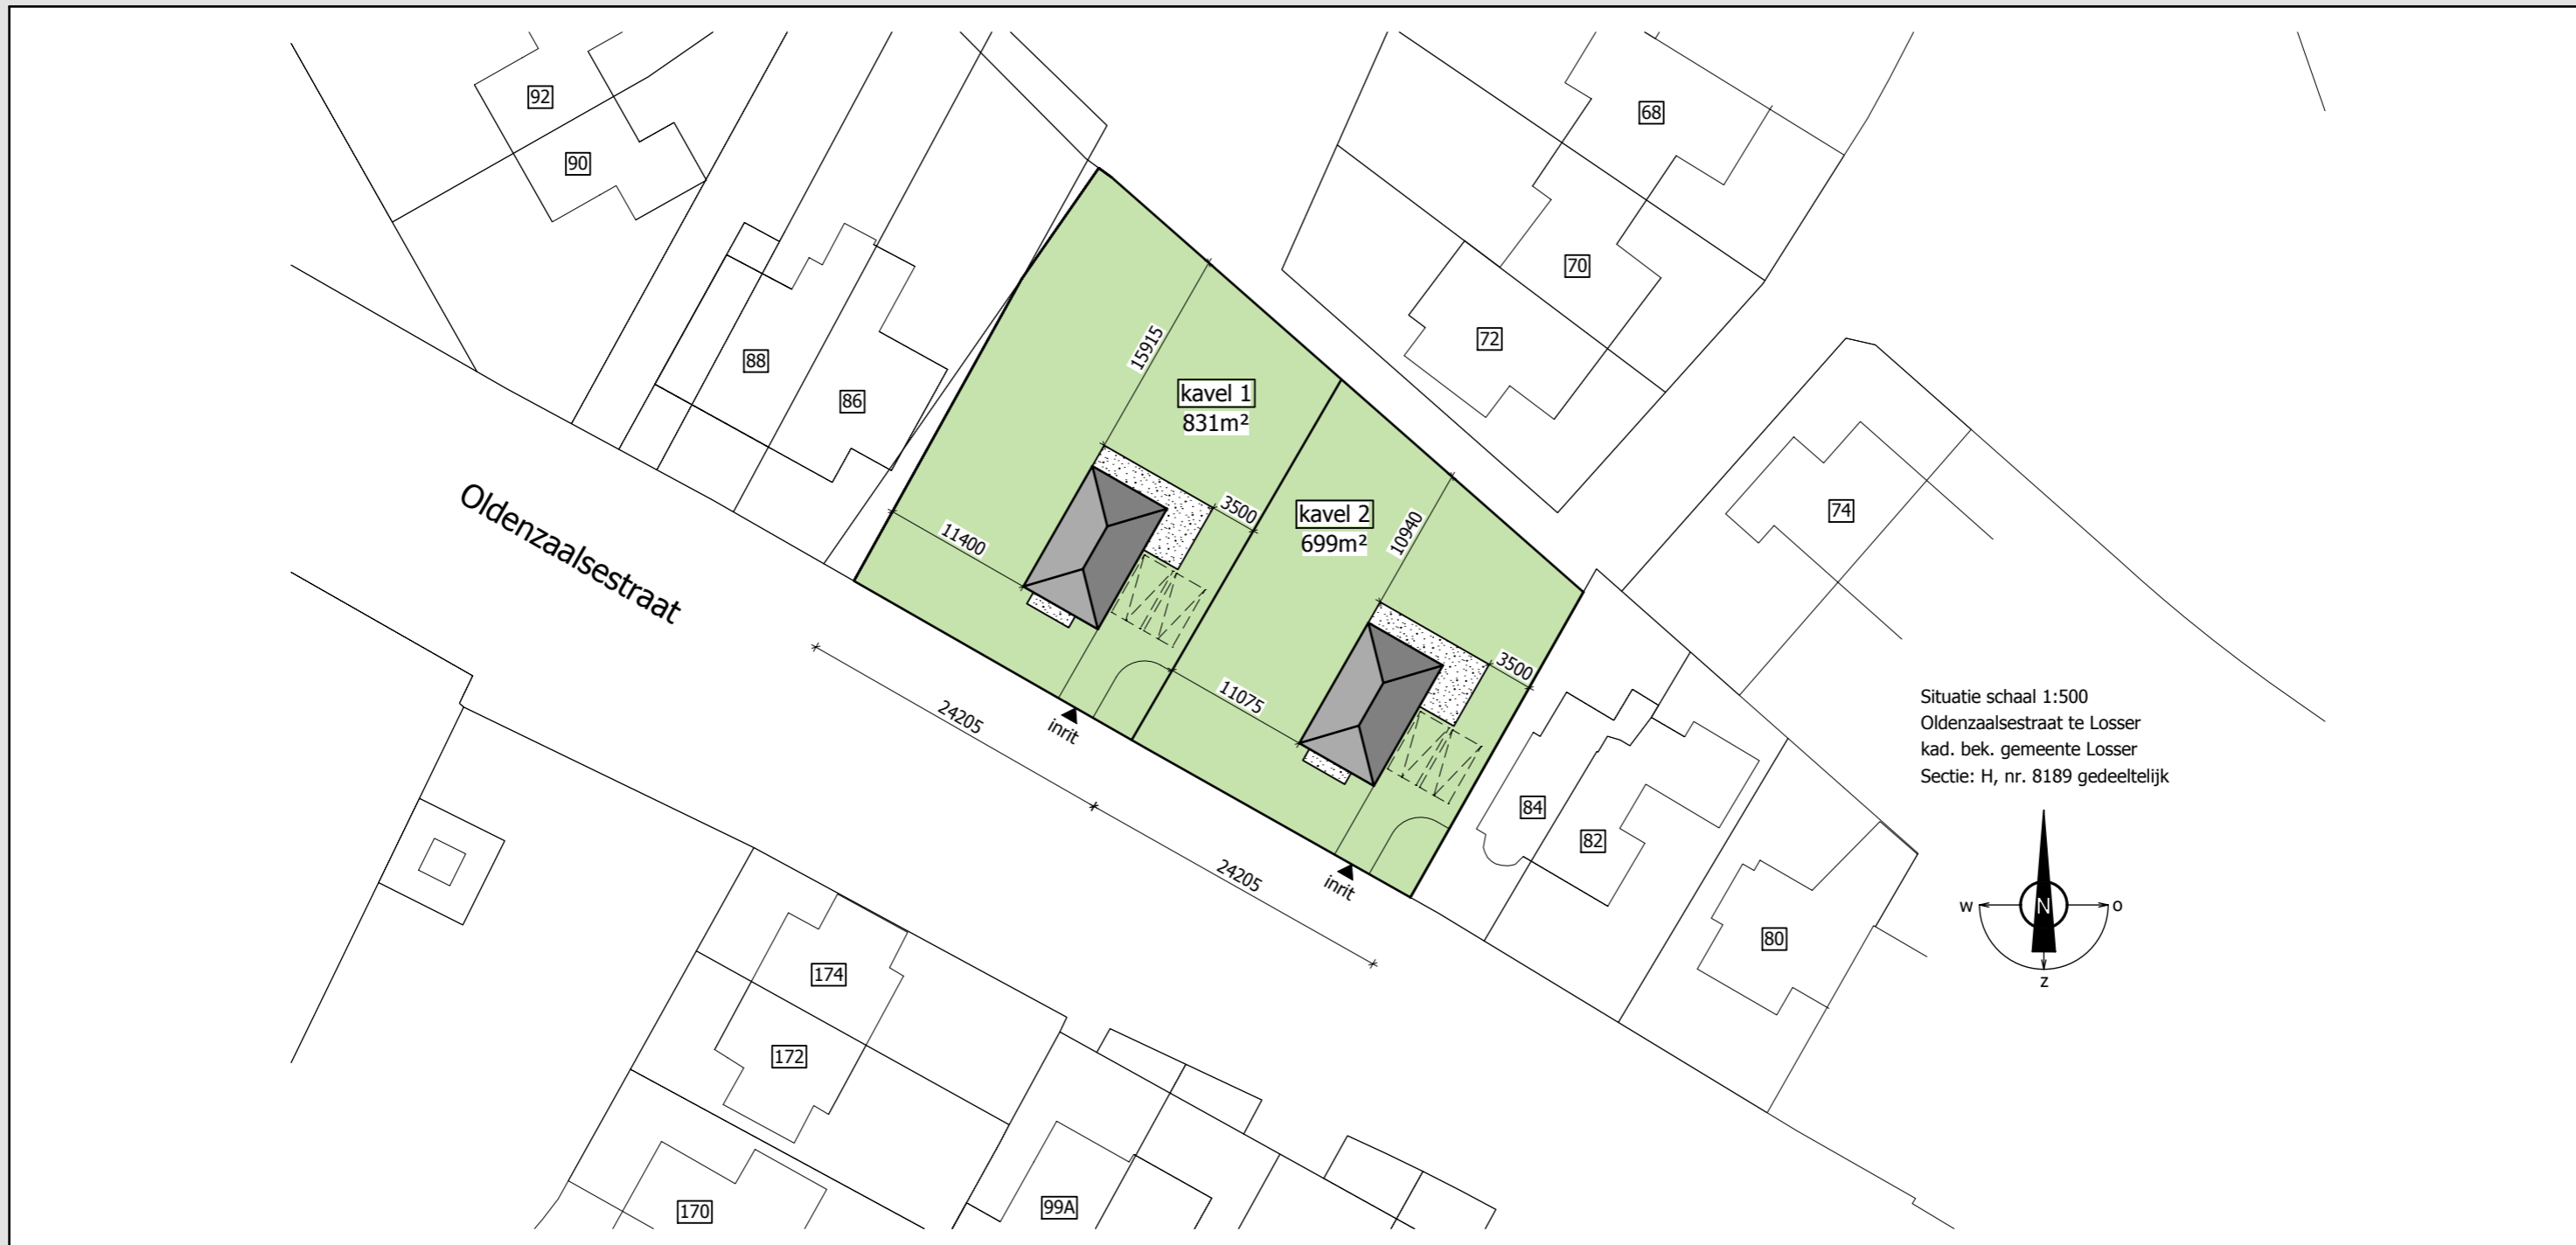 92
68
90
70
72
15915
88
kavel 1
831m²
86
Oldenzaalsestraat
11400
3500
kavel 2
699m²
10940
74
3500
11075
24205
inrit
Situatie schaal 1:500
Oldenzaalsestraat te Losser
kad. bek. gemeente Losser
Sectie: H, nr. 8189 gedeeltelijk
84
82
24205
inrit
w
N
o
z
80
174
172
170
99A